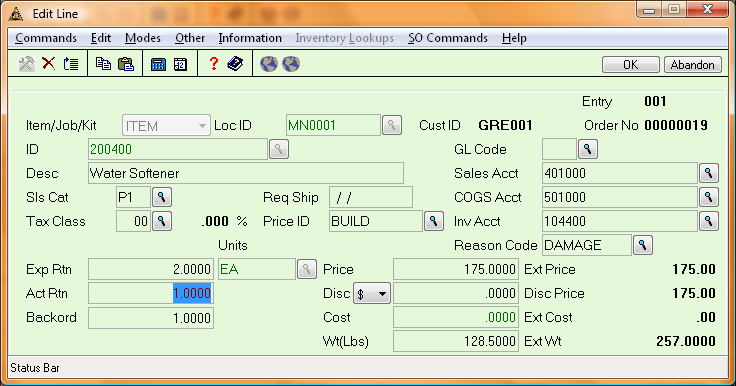 Edit Line
Commands Edit Modes Other Information Inventory Lookups SO Commands Help
? OK Abandon
Entry 001
Item/Job/Kit ITEM Loc ID MN0001 Cust ID GRE001 Order No 00000019
ID 200400 GL Code
Desc Water Softener Sales Acct 401000
Sls Cat P1 Req Ship / / COGS Acct 501000
Tax Class 00 .000 % Price ID BUILD Inv Acct 104400
Units Reason Code DAMAGE
Exp Rtn 2.0000 EA Price 175.0000 Ext Price 175.00
Act Rtn 1.0000 Disc $ .0000 Disc Price 175.00
Backord 1.0000 Cost .0000 Ext Cost .00
Wt(Lbs) 128.5000 Ext Wt 257.0000
Status Bar